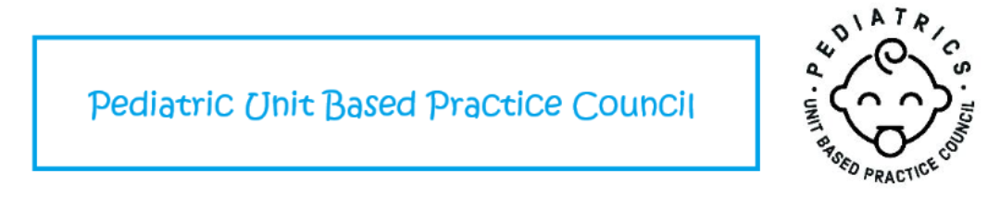 Pediatric Unit Based Practice Council
• PEDIATRICS •
UNIT BASED PRACTICE COUNCIL